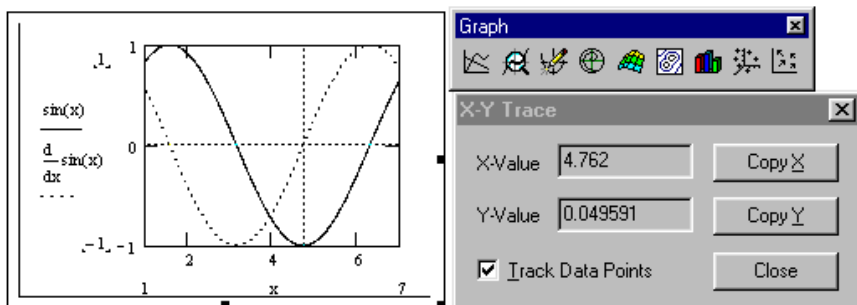 1
1
sin(x)
d
dx
sin(x)
0
-1
-1
2
4
6
1
x
7
Graph
X-Y Trace
X-Value 4.762 Copy X
Y-Value 0.049591 Copy Y
Track Data Points Close